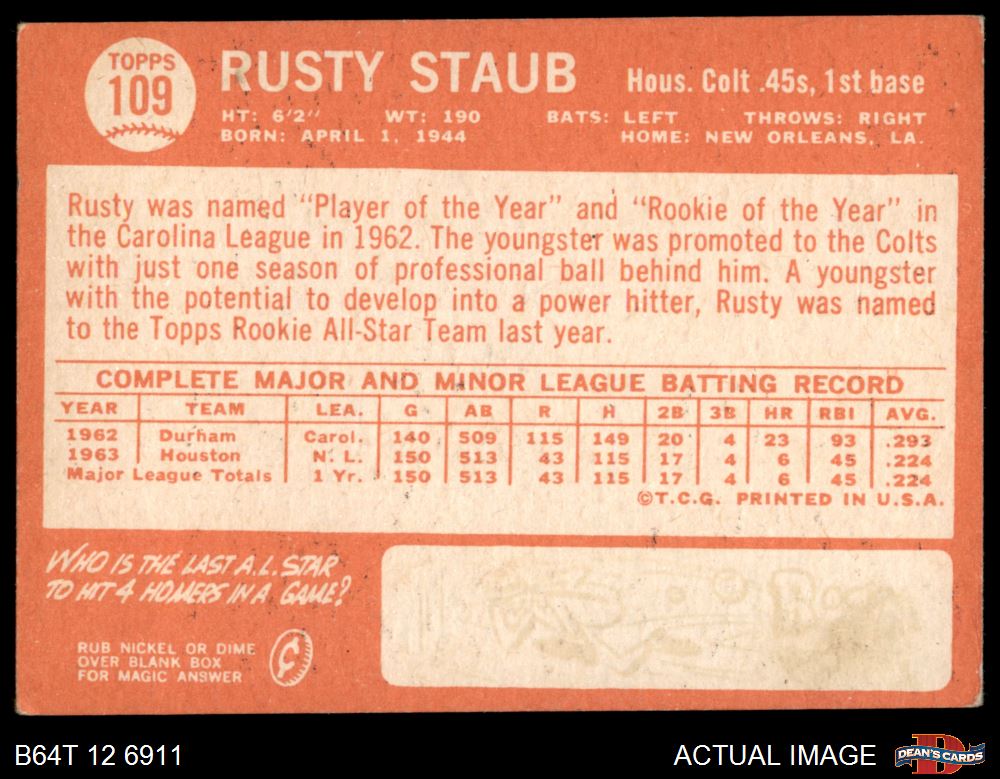 TOPPS
109
RUSTY STAUB
Hous. Colt .45s, 1st base
HT: 6'2" WT: 190 BATS: LEFT THROWS: RIGHT
BORN: APRIL 1, 1944 HOME: NEW ORLEANS, LA.
Rusty was named "Player of the Year" and "Rookie of the Year" in
the Carolina League in 1962. The youngster was promoted to the Colts
with just one season of professional ball behind him. A youngster
with the potential to develop into a power hitter, Rusty was named
to the Topps Rookie All-Star Team last year.
COMPLETE MAJOR AND MINOR LEAGUE BATTING RECORD
YEAR TEAM LEA. G AB R H 2B 3B HR RBI AVG.
1962 Durham Carol. 140 509 115 149 20 4 23 93 .293
1963 Houston N. L. 150 513 43 115 17 4 6 45 .224
Major League Totals 1 Yr. 150 513 43 115 17 4 6 45 .224
©T.C.G. PRINTED IN U.S.A.
WHO IS THE LAST A.L. STAR
TO HIT 4 HOMERS IN A GAME?
RUB NICKEL OR DIME
OVER BLANK BOX
FOR MAGIC ANSWER
B64T 12 6911
ACTUAL IMAGE
DEAN'S CARDS